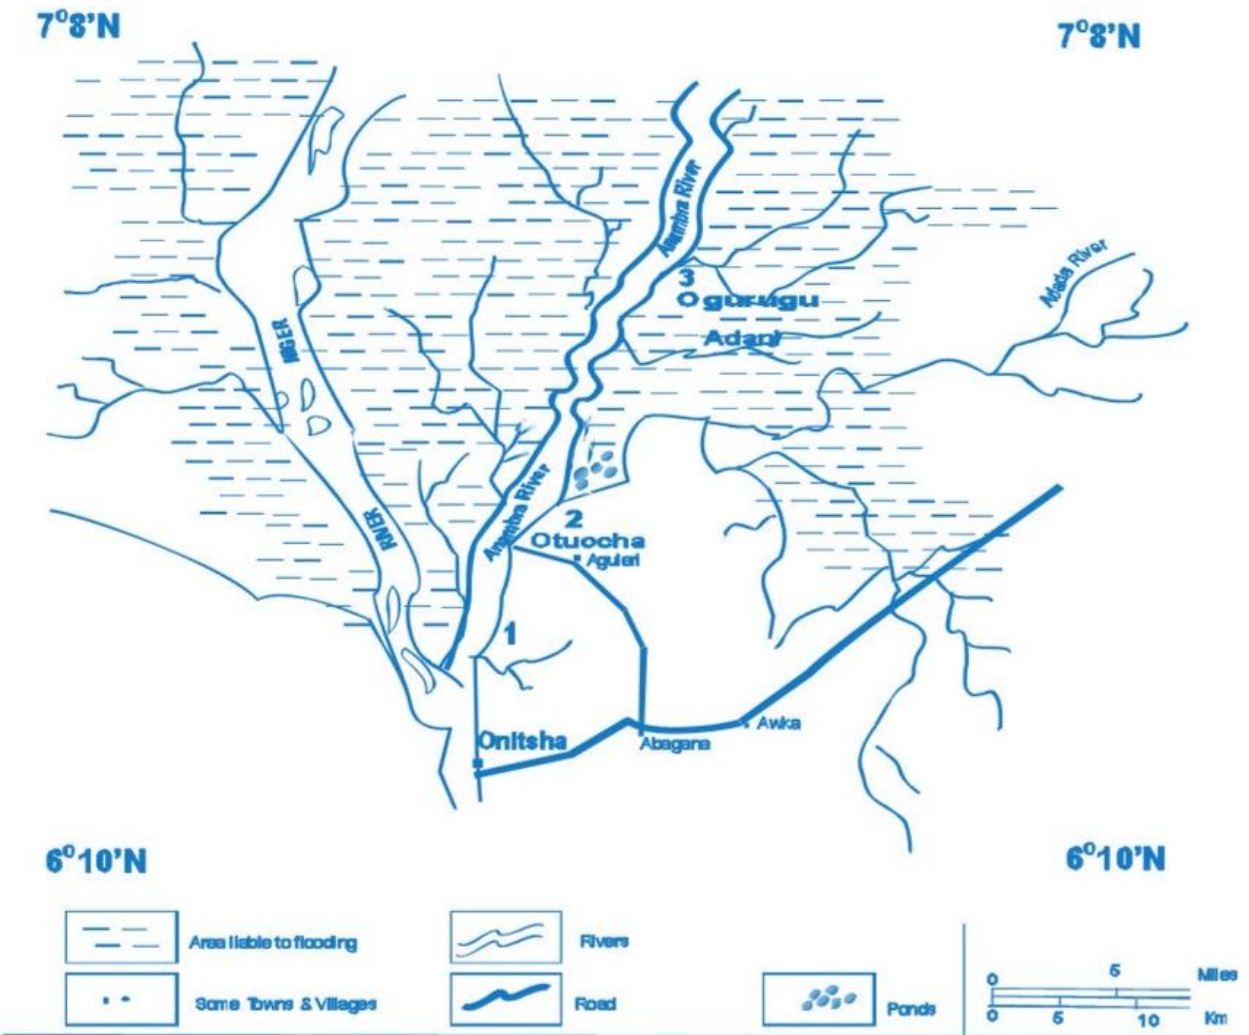 7°8'N
7°8'N
Anambra River
Adada River
3
Ogurugu
Adani
NIGER
RIVER
Anambra River
2
Otuocha
Aguleri
1
Onitsha
Awka
Abagana
6°10'N
6°10'N
Area liable to flooding
Rivers
Some Towns & Villages
Road
Ponds
0 5 Miles
0 5 10 Km